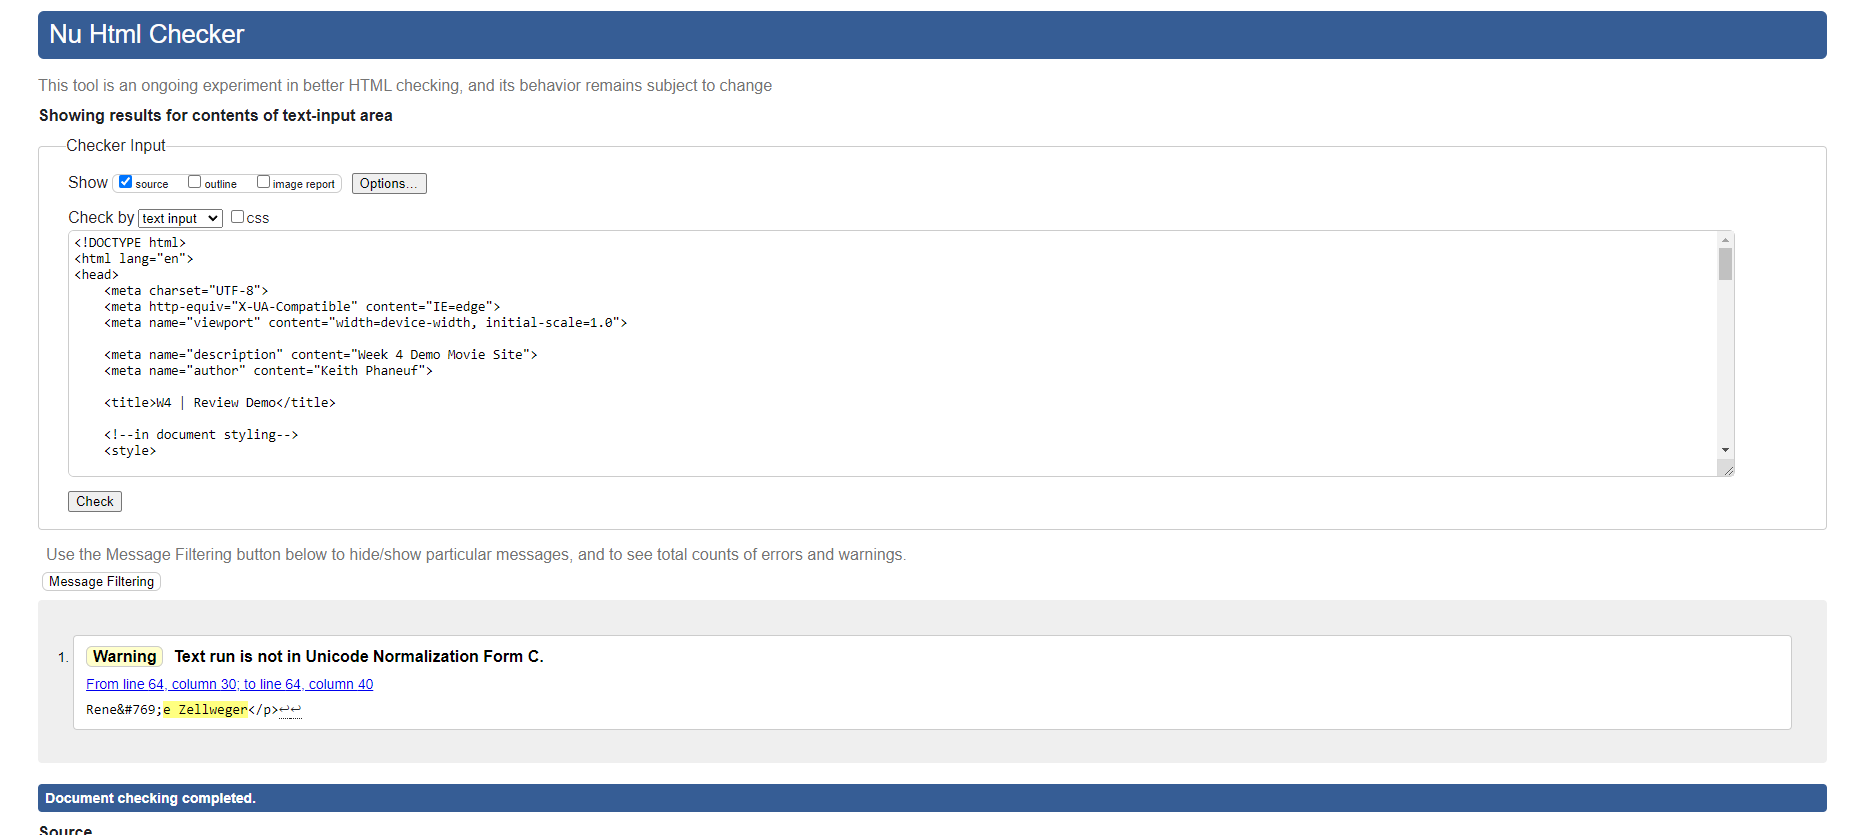 Nu Html Checker
This tool is an ongoing experiment in better HTML checking, and its behavior remains subject to change
Showing results for contents of text-input area
Checker Input
Show source outline image report Options...
Check by text input css
<!DOCTYPE html>
<html lang="en">
<head>
    <meta charset="UTF-8">
    <meta http-equiv="X-UA-Compatible" content="IE=edge">
    <meta name="viewport" content="width=device-width, initial-scale=1.0">
    <meta name="description" content="Week 4 Demo Movie Site">
    <meta name="author" content="Keith Phaneuf">
    <title>W4 | Review Demo</title>
    <!--in document styling-->
    <style>
Check
Use the Message Filtering button below to hide/show particular messages, and to see total counts of errors and warnings.
Message Filtering
1. Warning Text run is not in Unicode Normalization Form C.
From line 64, column 30; to line 64, column 40
Rene&#769;e Zellweger</p>↩↩
Document checking completed.
Source